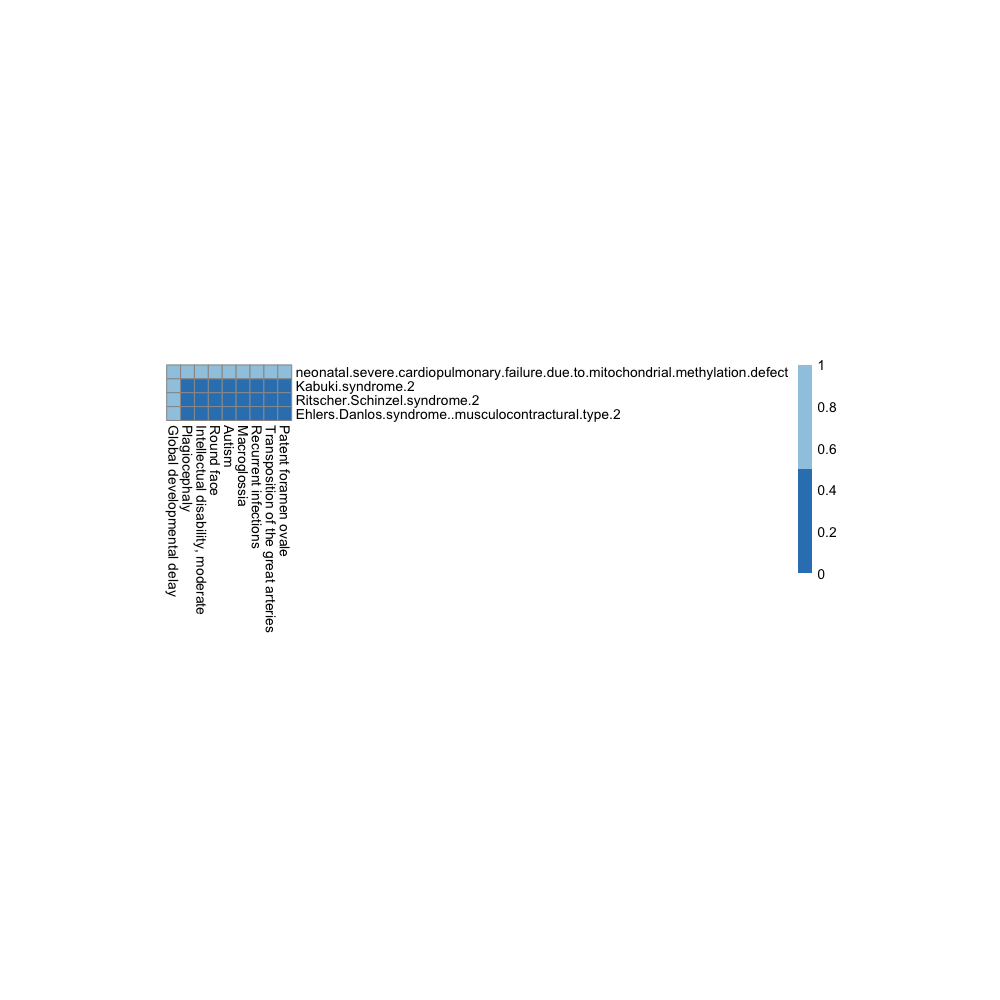 neonatal.severe.cardiopulmonary.failure.due.to.mitochondrial.methylation.defect
Kabuki.syndrome.2
Ritscher.Schinzel.syndrome.2
Ehlers.Danlos.syndrome..musculocontractural.type.2
Global developmental delay
Plagiocephaly
Intellectual disability, moderate
Round face
Autism
Macroglossia
Recurrent infections
Transposition of the great arteries
Patent foramen ovale
1
0.8
0.6
0.4
0.2
0